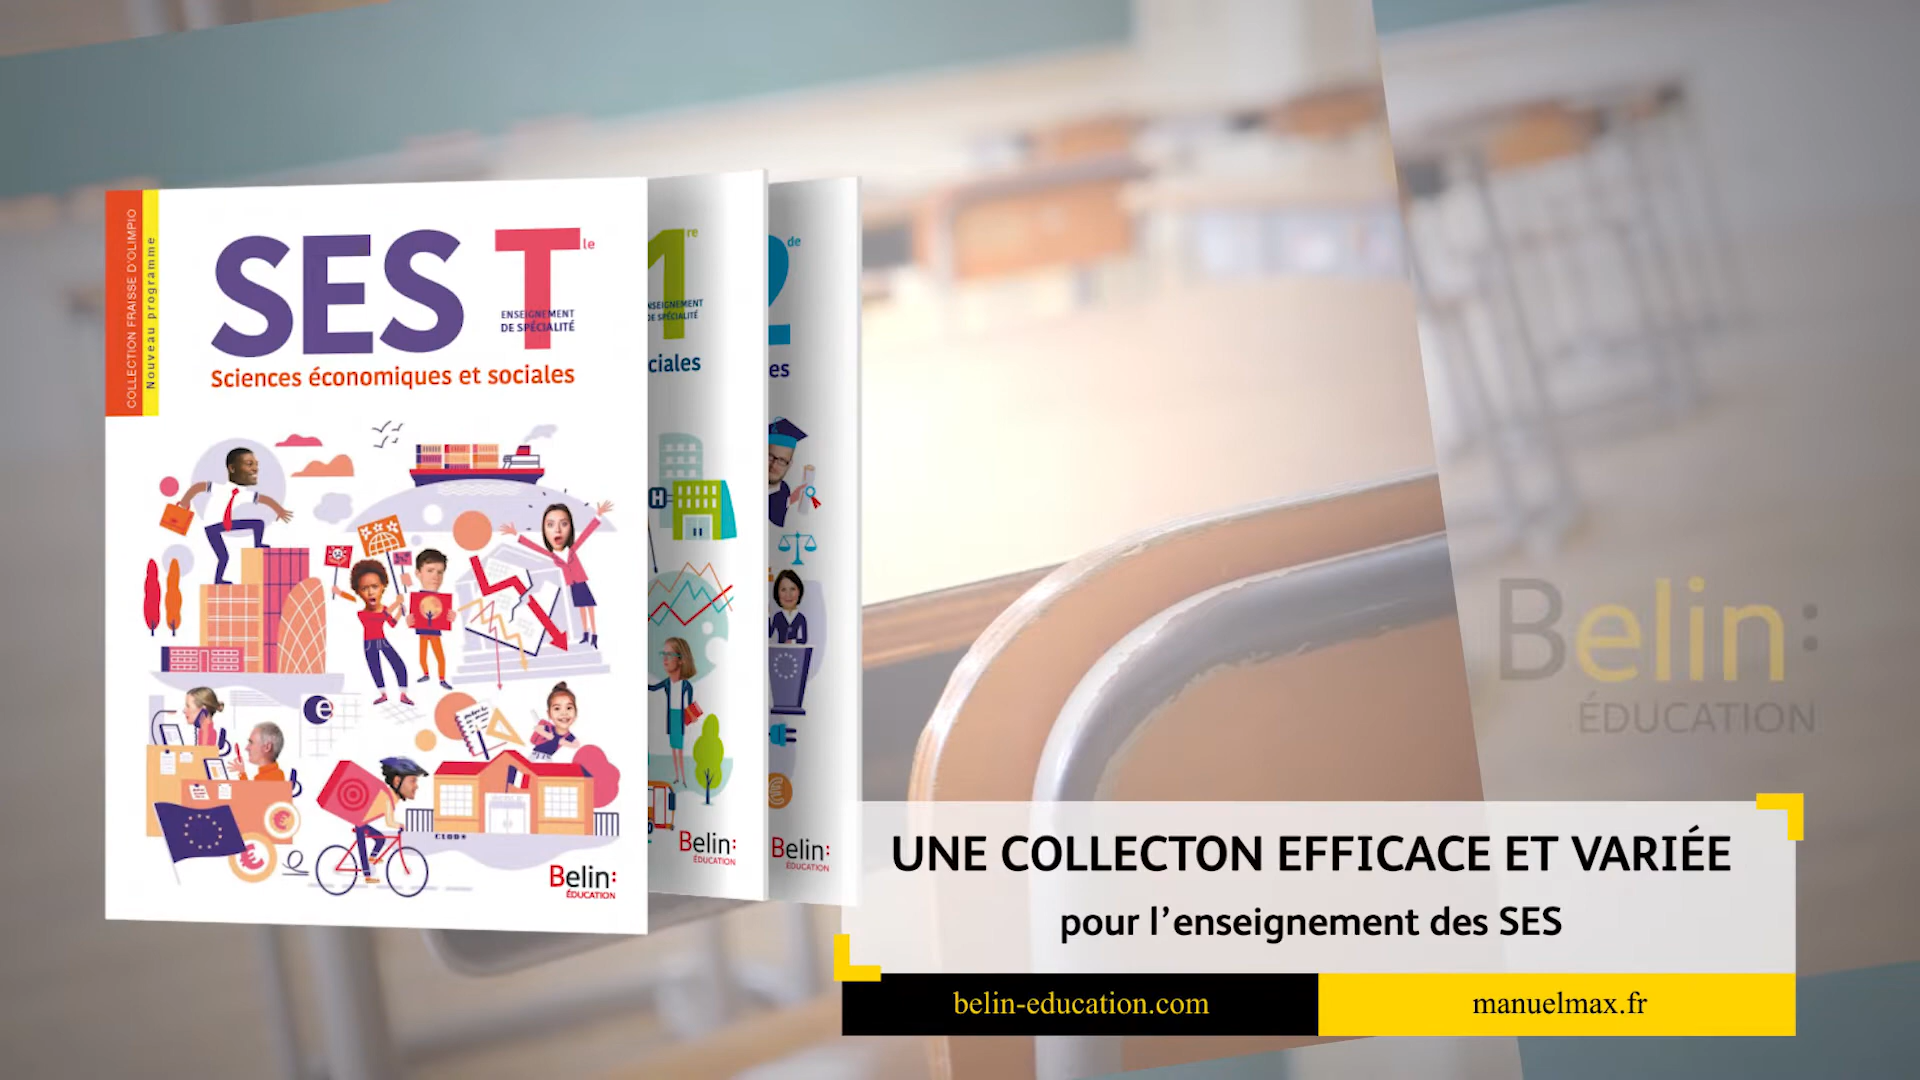 COLLECTION FRAISSE D'OLIMPIO
Nouveau programme
SES Tle
ENSEIGNEMENT
DE SPÉCIALITÉ
Sciences économiques et sociales
Belin:
ÉDUCATION
1re
NSEIGNEMENT
DE SPÉCIALITÉ
ciales
H
Belin:
ÉDUCATION
2de
es
Belin:
ÉDUCATION
Belin:
ÉDUCATION
UNE COLLECTON EFFICACE ET VARIÉE
pour l'enseignement des SES
belin-education.com
manuelmax.fr